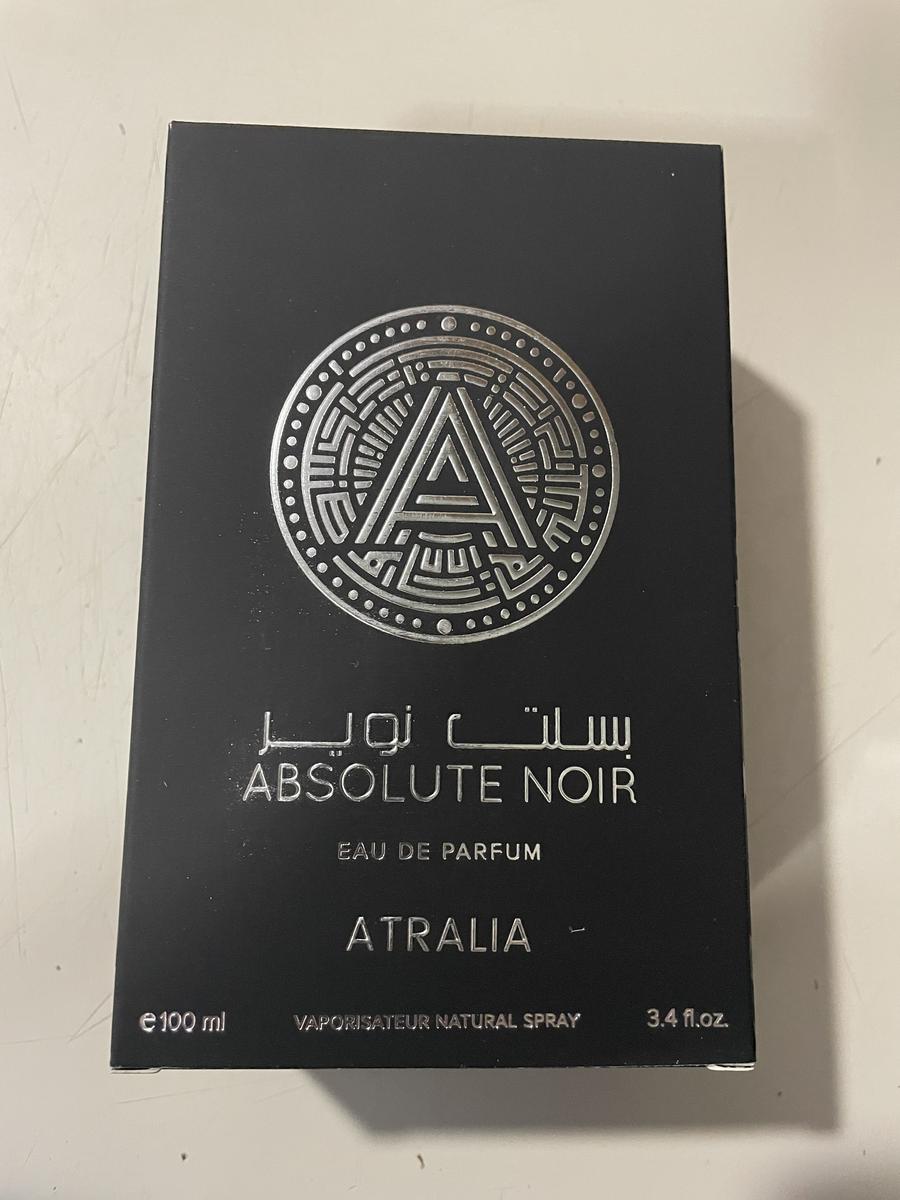 بسلت نوير
ABSOLUTE NOIR
EAU DE PARFUM
ATRALIA
e 100 ml VAPORISATEUR NATURAL SPRAY 3.4 fl.oz.